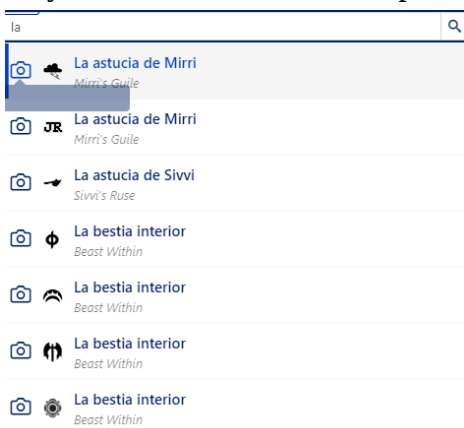 la
La astucia de Mirri
Mirri's Guile
La astucia de Mirri
JR
Mirri's Guile
La astucia de Sivvi
Sivvi's Ruse
La bestia interior
Beast Within
La bestia interior
Beast Within
La bestia interior
Beast Within
La bestia interior
Beast Within